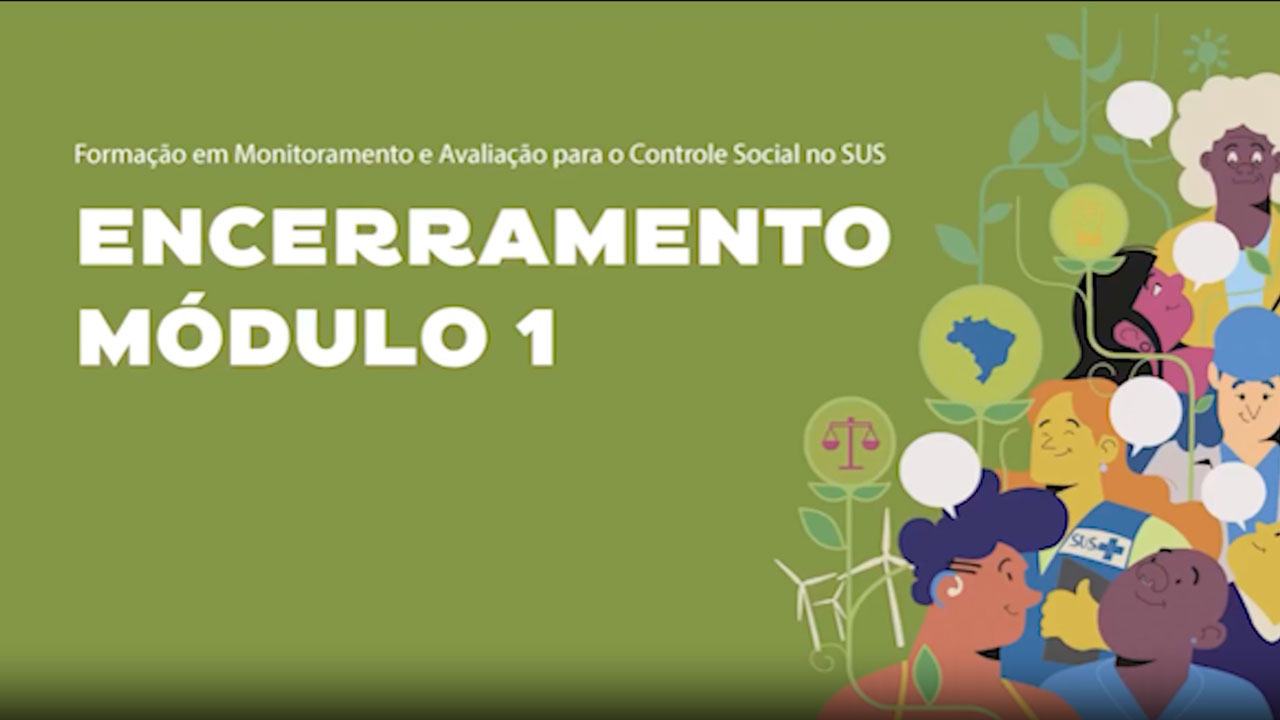 Formação em Monitoramento e Avaliação para o Controle Social no SUS
ENCERRAMENTO
MÓDULO 1
SUS